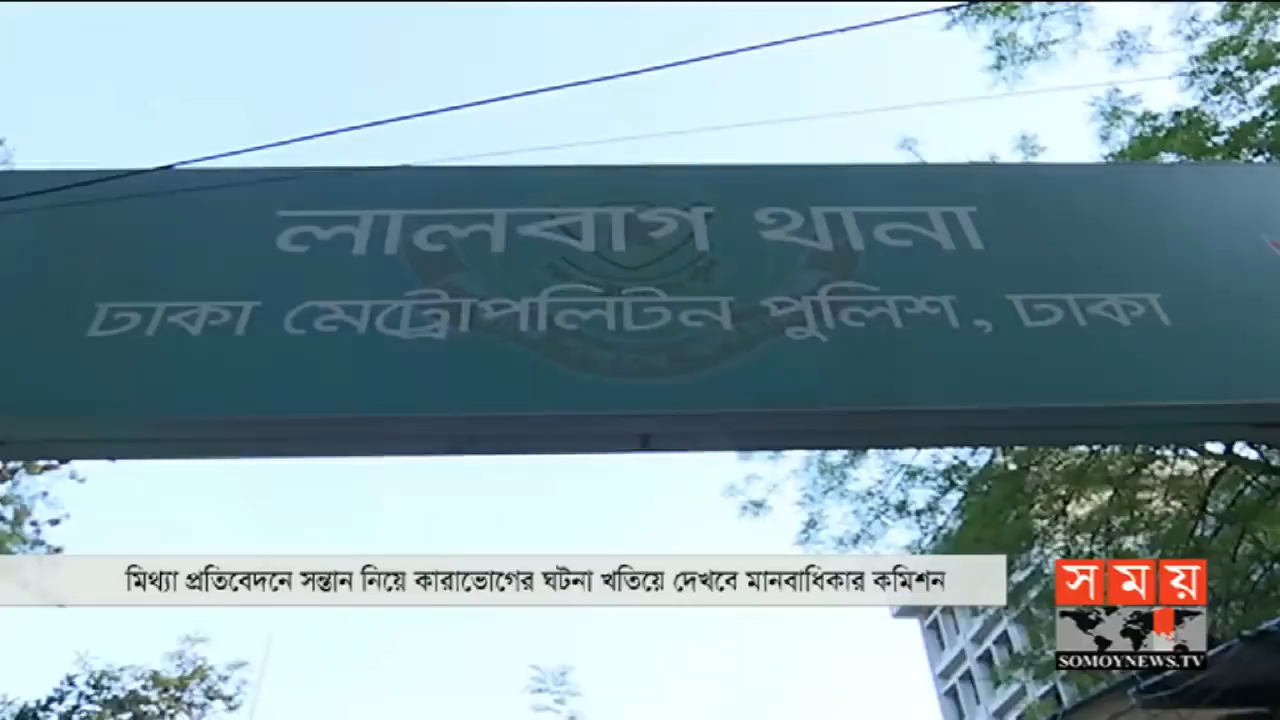 লালবাগ থানা
ঢাকা মেট্রোপলিটন পুলিশ, ঢাকা
মিথ্যা প্রতিবেদনে সন্তান নিয়ে কারাভোগের ঘটনা খতিয়ে দেখবে মানবাধিকার কমিশন
সময়
SOMOYNEWS.TV